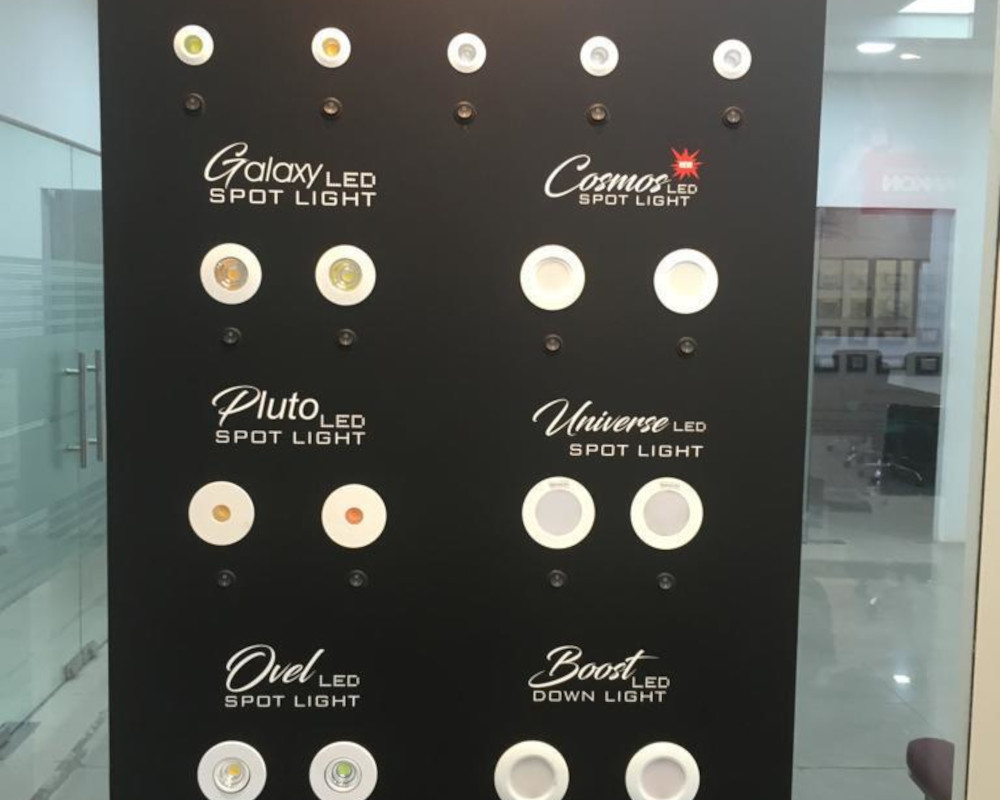 Galaxy LED
SPOT LIGHT
NEW
Cosmos LED
SPOT LIGHT
Pluto LED
SPOT LIGHT
Universe LED
SPOT LIGHT
Ovel LED
SPOT LIGHT
Boost LED
DOWN LIGHT